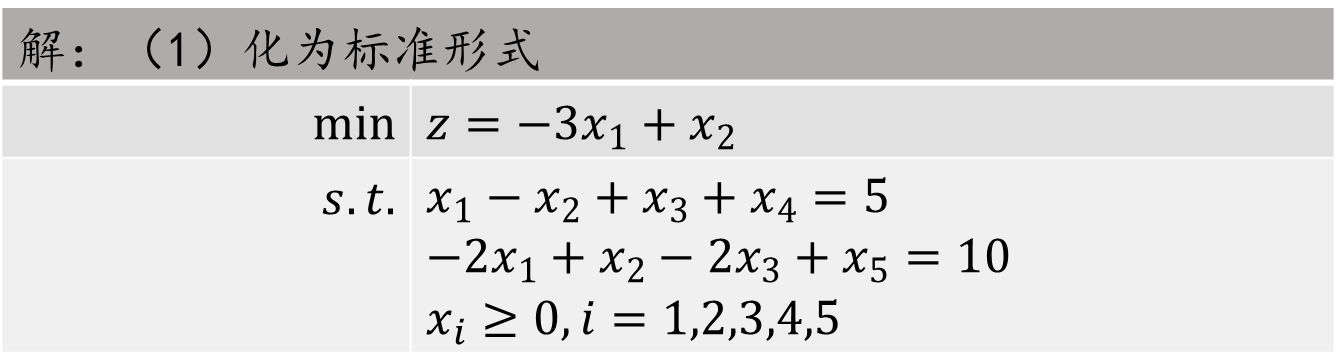 解：（1）化为标准形式
min z = −3x₁ + x₂
s.t. x₁ − x₂ + x₃ + x₄ = 5
−2x₁ + x₂ − 2x₃ + x₅ = 10
xᵢ ≥ 0, i = 1,2,3,4,5